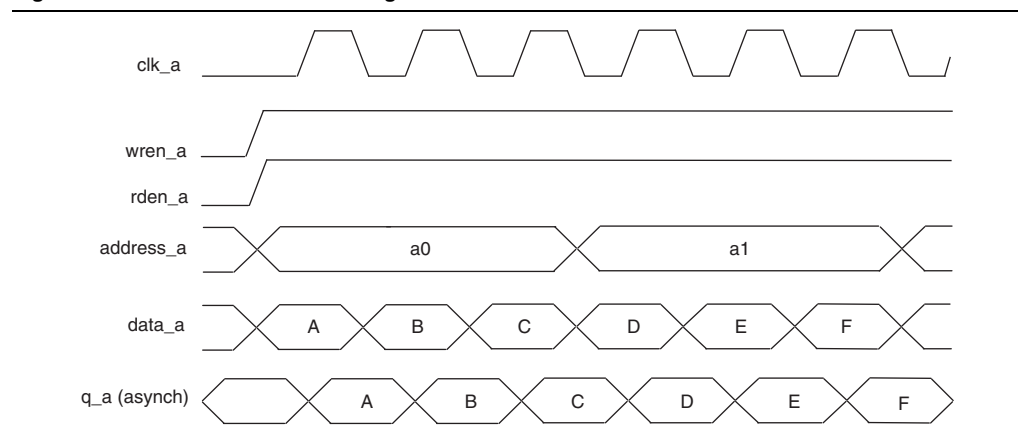 clk_a
wren_a
rden_a
address_a a0 a1
data_a A B C D E F
q_a (asynch) A B C D E F